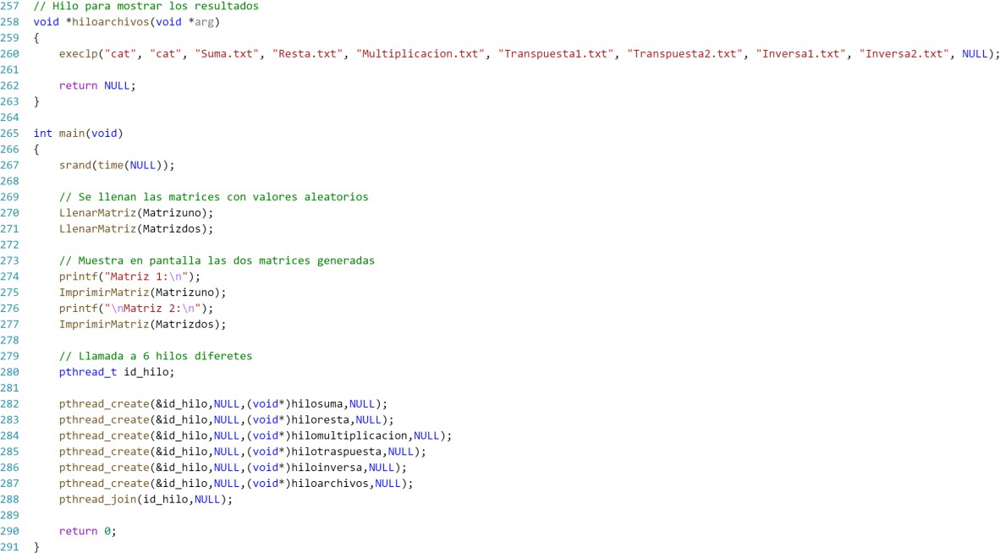 257 // Hilo para mostrar los resultados
258 void *hiloarchivos(void *arg)
259 {
260     execlp("cat", "cat", "Suma.txt", "Resta.txt", "Multiplicacion.txt", "Transpuesta1.txt", "Transpuesta2.txt", "Inversa1.txt", "Inversa2.txt", NULL);
261
262     return NULL;
263 }
264
265 int main(void)
266 {
267     srand(time(NULL));
268
269     // Se llenan las matrices con valores aleatorios
270     LlenarMatriz(Matrizuno);
271     LlenarMatriz(Matrizdos);
272
273     // Muestra en pantalla las dos matrices generadas
274     printf("Matriz 1:\n");
275     ImprimirMatriz(Matrizuno);
276     printf("\nMatriz 2:\n");
277     ImprimirMatriz(Matrizdos);
278
279     // Llamada a 6 hilos diferetes
280     pthread_t id_hilo;
281
282     pthread_create(&id_hilo,NULL,(void*)hilosuma,NULL);
283     pthread_create(&id_hilo,NULL,(void*)hiloresta,NULL);
284     pthread_create(&id_hilo,NULL,(void*)hilomultiplicacion,NULL);
285     pthread_create(&id_hilo,NULL,(void*)hilotraspuesta,NULL);
286     pthread_create(&id_hilo,NULL,(void*)hiloinversa,NULL);
287     pthread_create(&id_hilo,NULL,(void*)hiloarchivos,NULL);
288     pthread_join(id_hilo,NULL);
289
290     return 0;
291 }